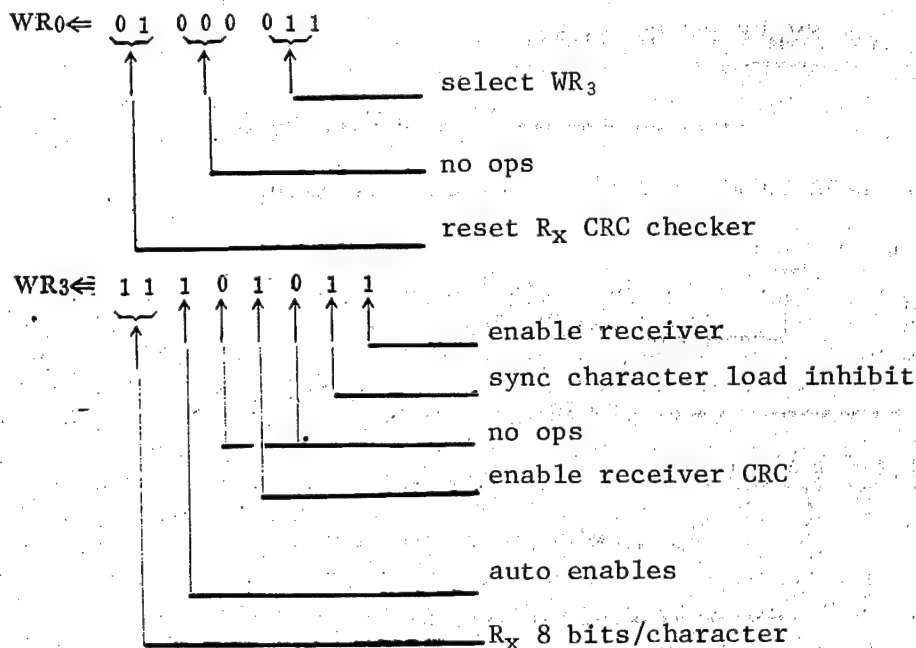 WR0⇐ 0 1 0 0 0 0 1 1
select WR3
no ops
reset RX CRC checker
WR3⇐ 1 1 1 0 1 0 1 1
enable receiver
sync character load inhibit
no ops
enable receiver CRC
auto enables
RX 8 bits/character